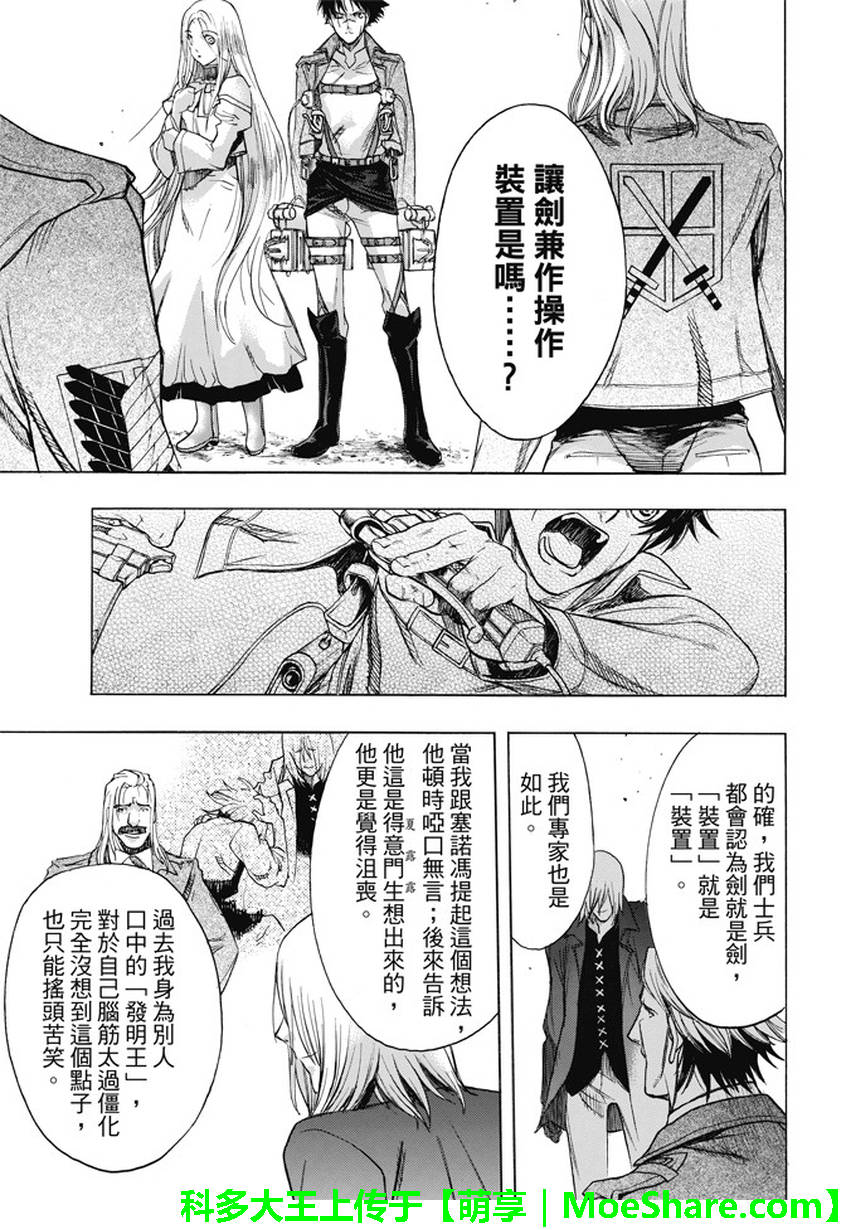 讓劍兼作操作
裝置是嗎……?
的確，我們士兵
都會認為劍就是劍，
「裝置」就是
「裝置」。
我們專家也是
如此。
當我跟塞諾馮提起這個想法，
他頓時啞口無言；後來告訴
他這是得意門生想出來的，
夏露露
他更是覺得沮喪。
過去我身為別人
口中的「發明王」，
對於自己腦筋太過僵化
完全沒想到這個點子，
也只能搖頭苦笑。
科多大王上传于【萌享｜MoeShare.com】